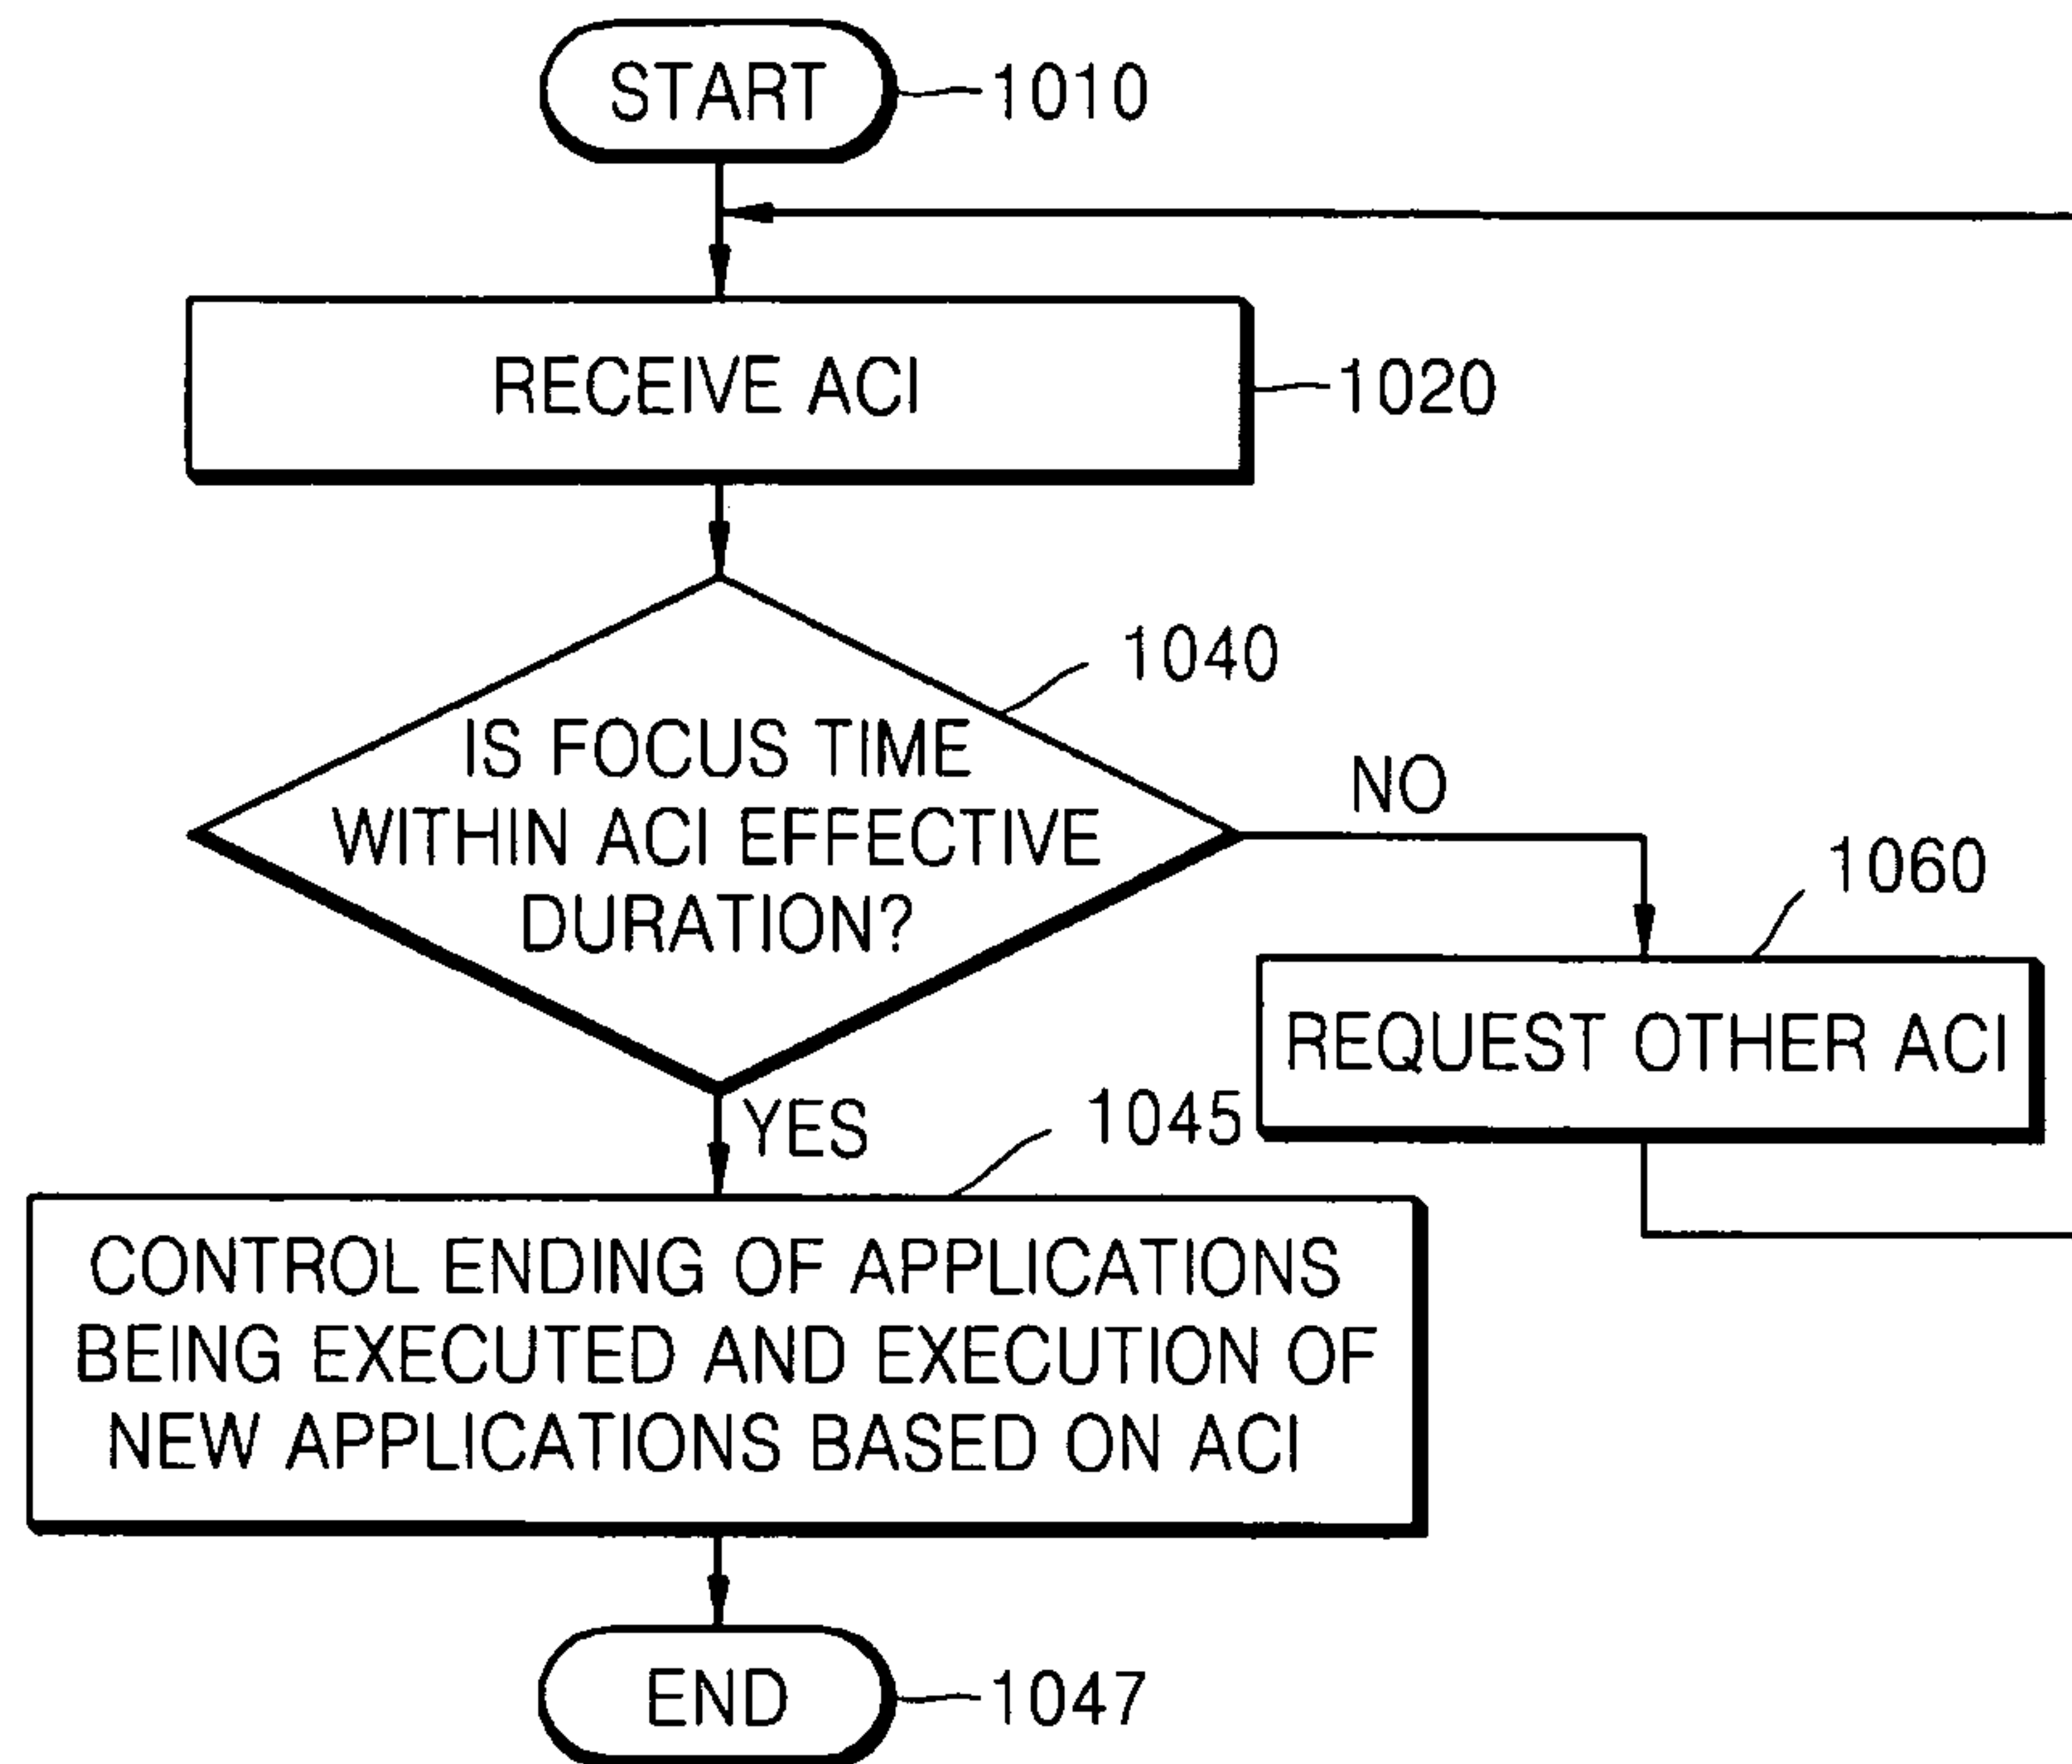 START
1010
RECEIVE ACI
1020
1040
IS FOCUS TIME
WITHIN ACI EFFECTIVE
DURATION?
NO
1060
REQUEST OTHER ACI
YES
1045
CONTROL ENDING OF APPLICATIONS
BEING EXECUTED AND EXECUTION OF
NEW APPLICATIONS BASED ON ACI
END
1047